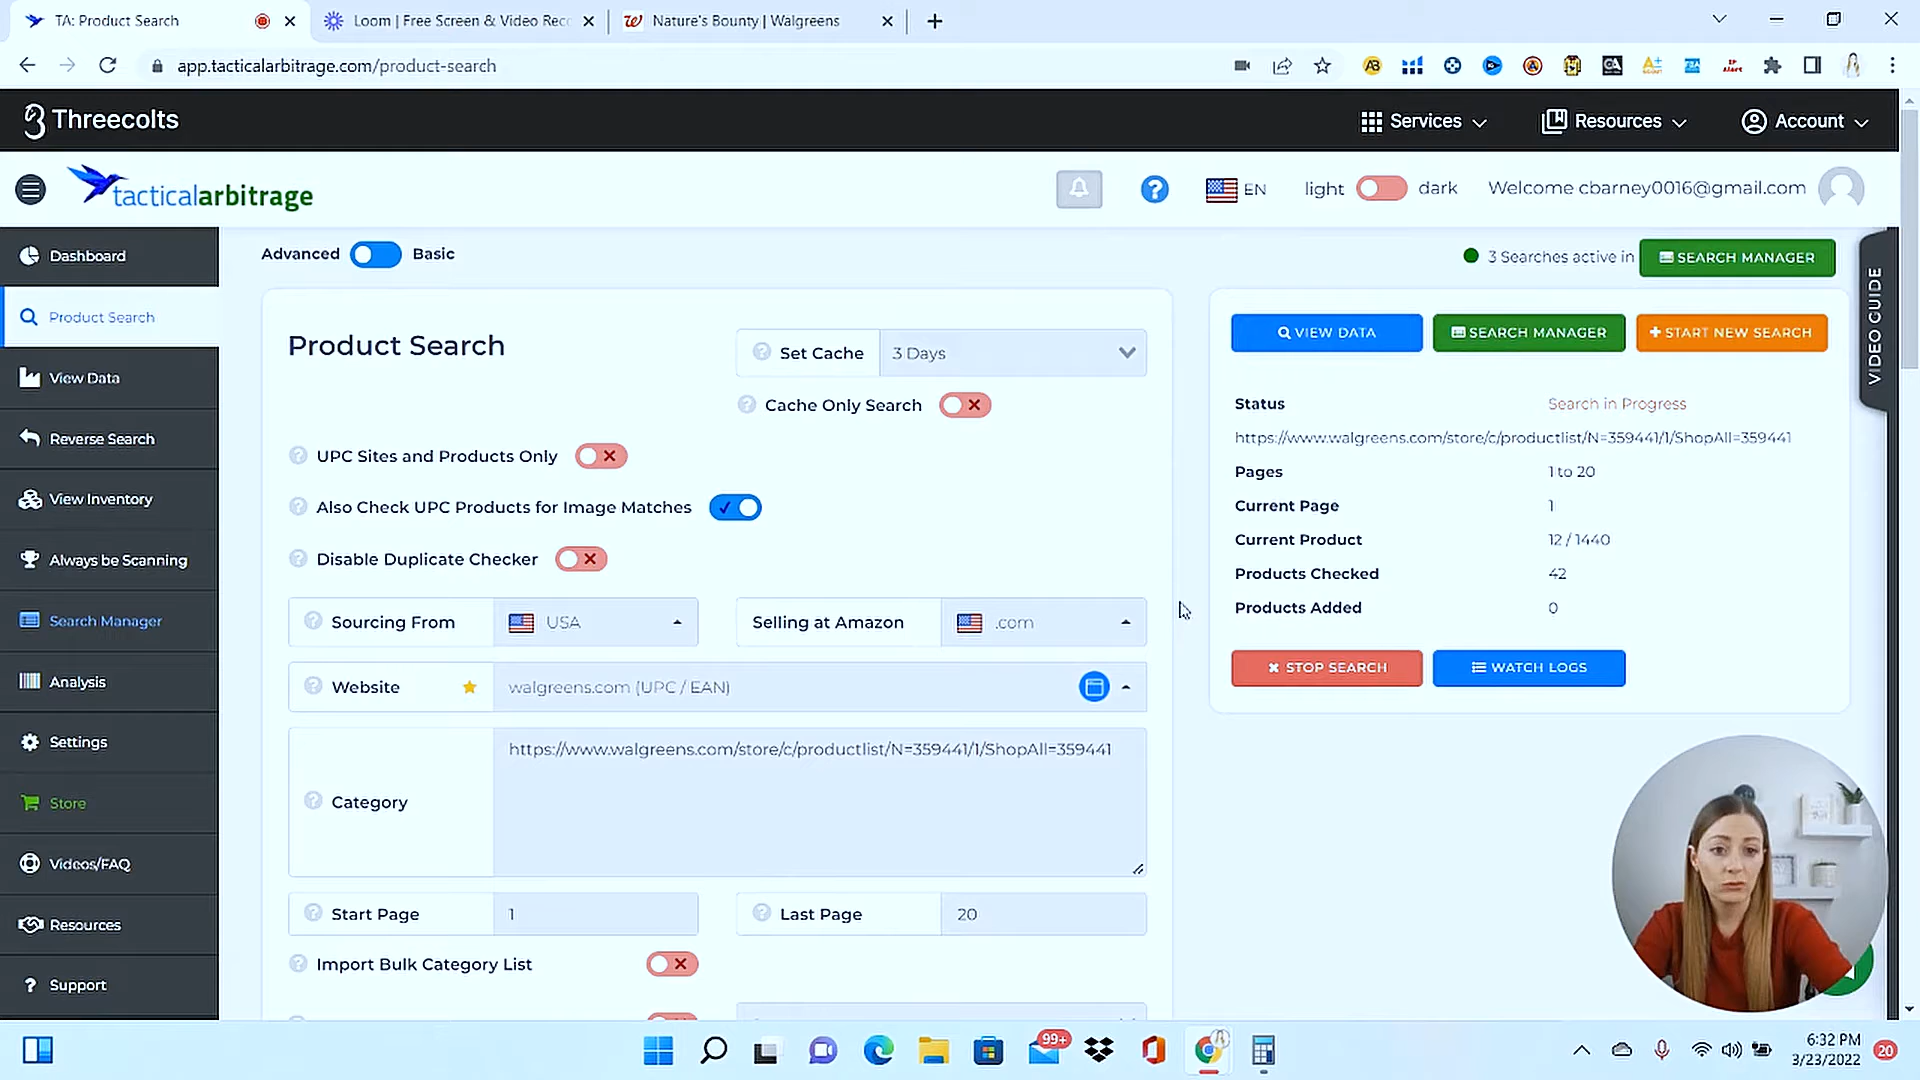 TA: Product Search
Loom | Free Screen & Video Rec
Nature's Bounty | Walgreens
app.tacticalarbitrage.com/product-search
Threecolts
Services
Resources
Account
tacticalarbitrage
EN
light
dark
Welcome cbarney0016@gmail.com
Dashboard
Product Search
View Data
Reverse Search
View Inventory
Always be Scanning
Search Manager
Analysis
Settings
Store
Videos/FAQ
Resources
Support
Advanced
Basic
3 Searches active in
SEARCH MANAGER
VIDEO GUIDE
Product Search
Set Cache
3 Days
Cache Only Search
UPC Sites and Products Only
Also Check UPC Products for Image Matches
Disable Duplicate Checker
Sourcing From
USA
Selling at Amazon
.com
Website
walgreens.com (UPC / EAN)
Category
https://www.walgreens.com/store/c/productlist/N=359441/1/ShopAll=359441
Start Page
1
Last Page
20
Import Bulk Category List
VIEW DATA
SEARCH MANAGER
START NEW SEARCH
Status
Search in Progress
https://www.walgreens.com/store/c/productlist/N=359441/1/ShopAll=359441
Pages
1 to 20
Current Page
1
Current Product
12 / 1440
Products Checked
42
Products Added
0
STOP SEARCH
WATCH LOGS
99+
6:32 PM
3/23/2022
20